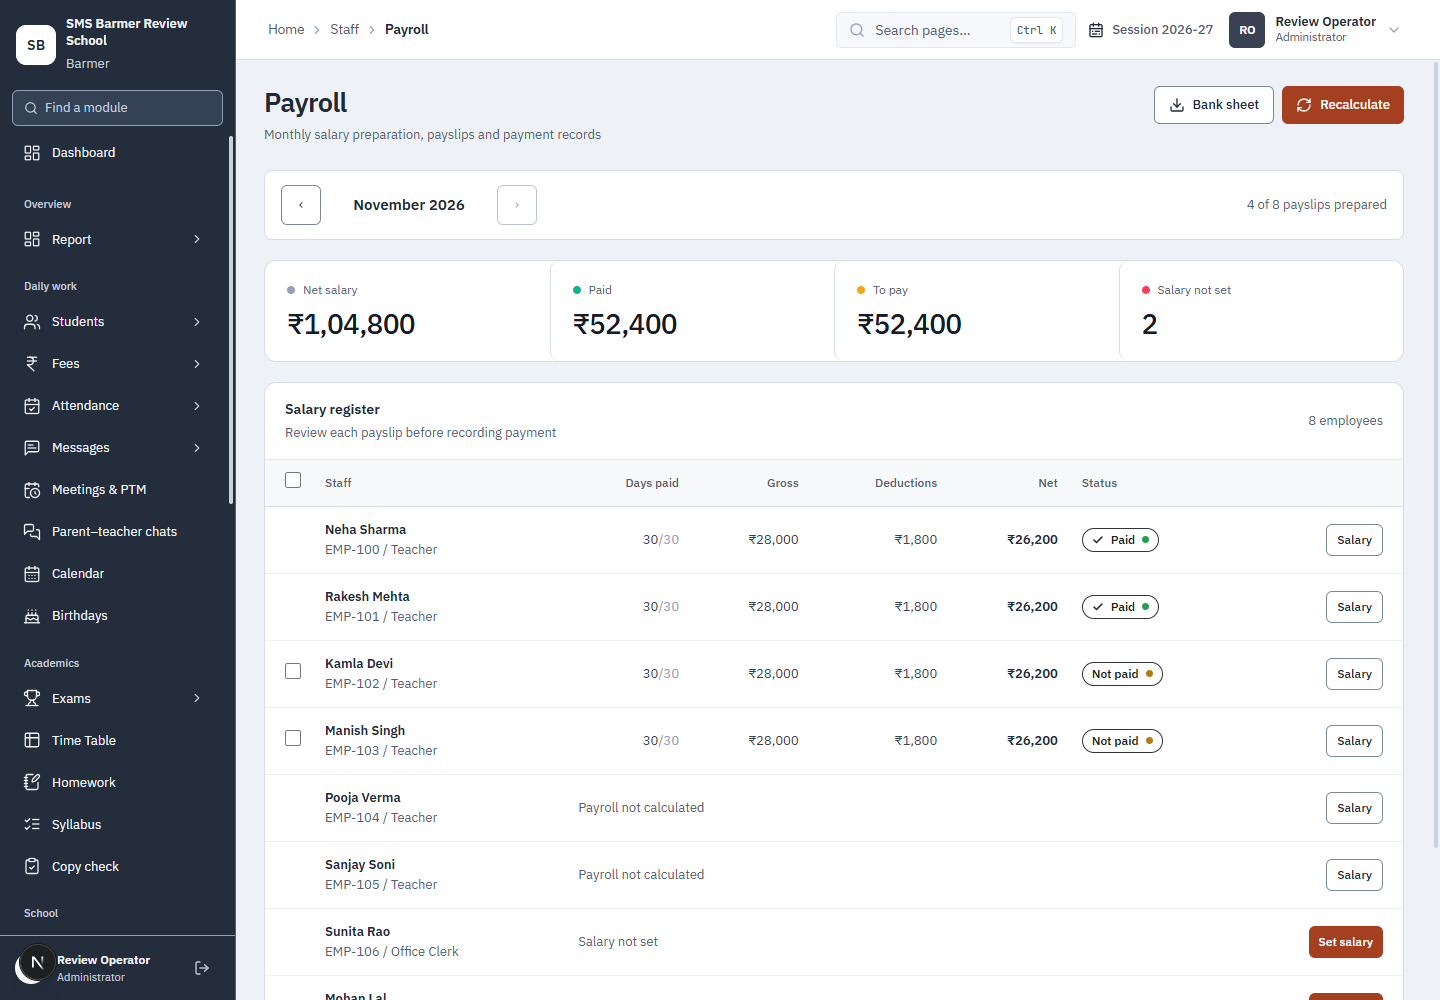 SB
SMS Barmer Review
School
Barmer
Find a module
Dashboard
Overview
Report
Daily work
Students
Fees
Attendance
Messages
Meetings & PTM
Parent–teacher chats
Calendar
Birthdays
Academics
Exams
Time Table
Homework
Syllabus
Copy check
School
N
Review Operator
Administrator
Home > Staff > Payroll
Search pages...
Ctrl K
Session 2026-27
RO
Review Operator
Administrator
Payroll
Monthly salary preparation, payslips and payment records
Bank sheet
Recalculate
‹ November 2026 ›
4 of 8 payslips prepared
Net salary
₹1,04,800
Paid
₹52,400
To pay
₹52,400
Salary not set
2
Salary register
Review each payslip before recording payment
8 employees
Staff Days paid Gross Deductions Net Status
Neha Sharma
EMP-100 / Teacher
30/30 ₹28,000 ₹1,800 ₹26,200 Paid Salary
Rakesh Mehta
EMP-101 / Teacher
30/30 ₹28,000 ₹1,800 ₹26,200 Paid Salary
Kamla Devi
EMP-102 / Teacher
30/30 ₹28,000 ₹1,800 ₹26,200 Not paid Salary
Manish Singh
EMP-103 / Teacher
30/30 ₹28,000 ₹1,800 ₹26,200 Not paid Salary
Pooja Verma
EMP-104 / Teacher
Payroll not calculated Salary
Sanjay Soni
EMP-105 / Teacher
Payroll not calculated Salary
Sunita Rao
EMP-106 / Office Clerk
Salary not set Set salary
Mohan Lal